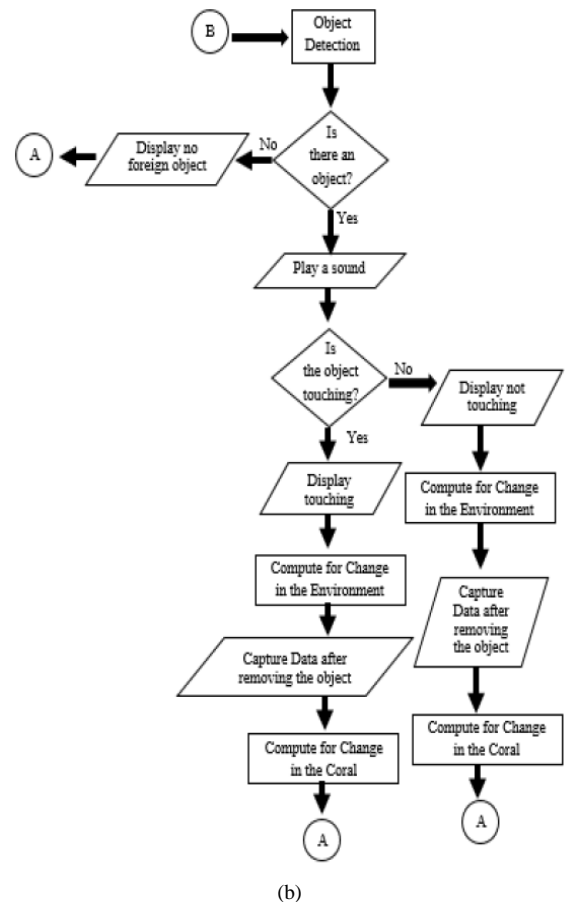 B
Object
Detection
Is
there an
object?
No
Display no
foreign object
A
Yes
Play a sound
Is
the object
touching?
No
Display not
touching
Yes
Display
touching
Compute for Change
in the Environment
Compute for Change
in the Environment
Capture
Data after
removing
the object
Capture Data after
removing the object
Compute for Change
in the Coral
Compute for Change
in the Coral
A
A
(b)